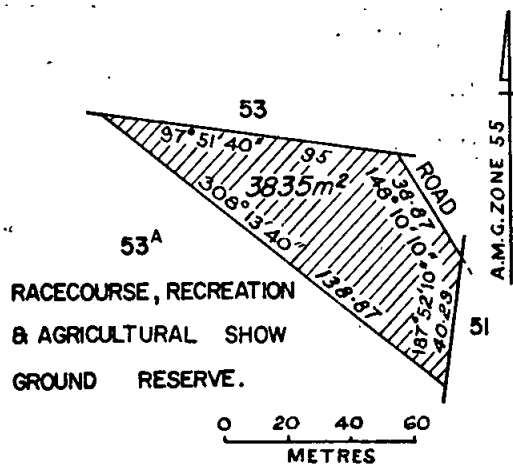 53
97° 51' 40"
95
3835m²
ROAD
38·87
148° 10' 10"
308° 13' 40"
138·87
187° 52' 10"
40·29
51
A.M.G. ZONE 55
53ᴬ
RACECOURSE, RECREATION
& AGRICULTURAL SHOW
GROUND RESERVE.
0 20 40 60
METRES